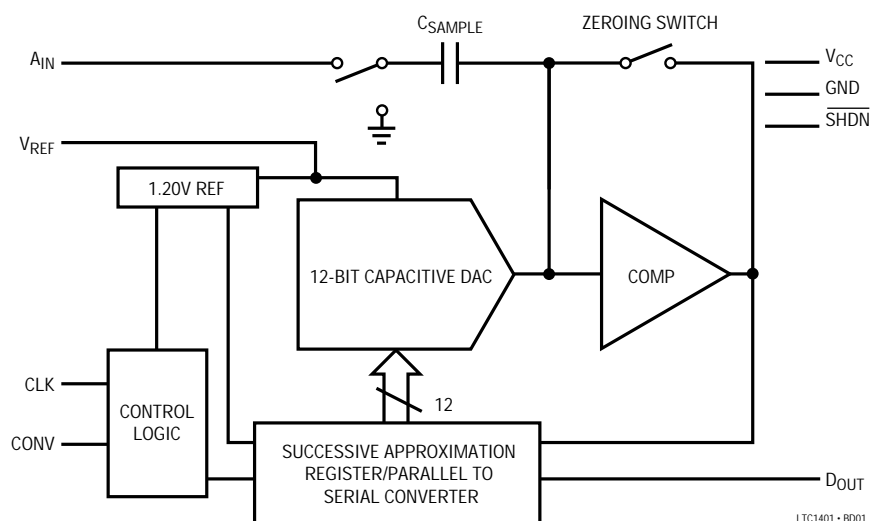 CSAMPLE
ZEROING SWITCH
AIN
VCC
GND
SHDN
VREF
1.20V REF
12-BIT CAPACITIVE DAC
COMP
CLK
12
CONTROL
LOGIC
CONV
SUCCESSIVE APPROXIMATION
REGISTER/PARALLEL TO
SERIAL CONVERTER
DOUT
LTC1401 • BD01